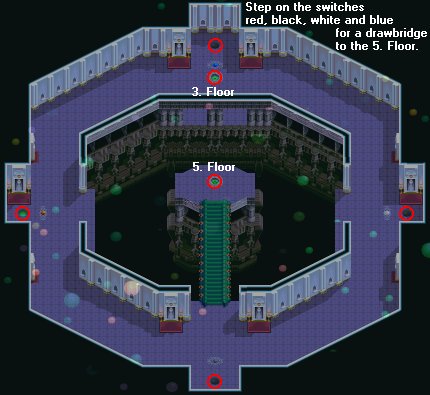 Step on the switches
red, black, white and blue
for a drawbridge
to the 5. Floor.
3. Floor
5. Floor